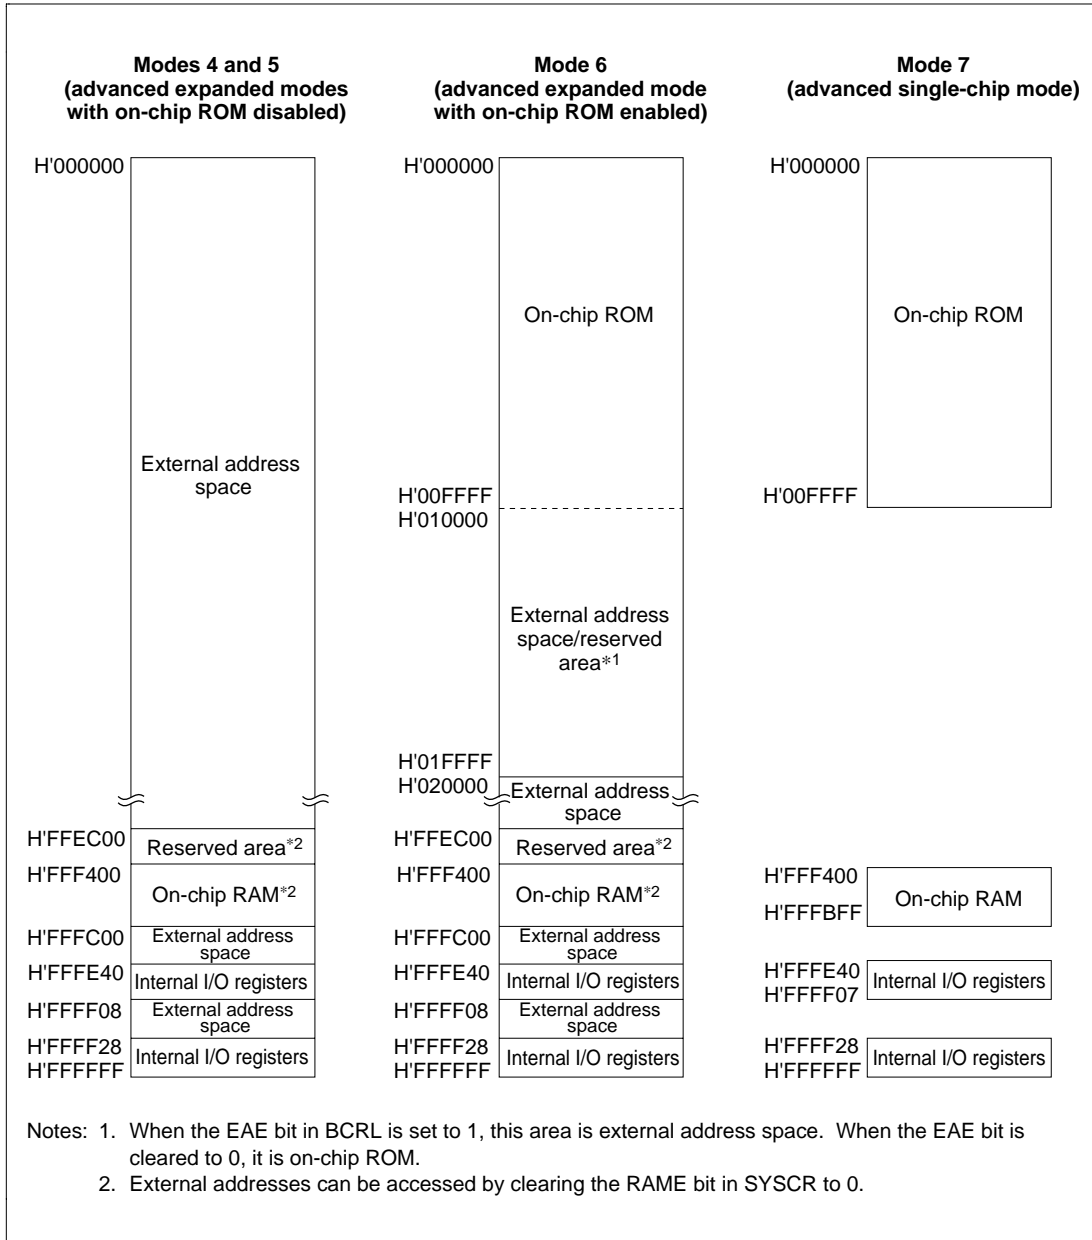 Modes 4 and 5
(advanced expanded modes
with on-chip ROM disabled)
H'000000
External address
space
H'FFEC00
Reserved area*2
H'FFF400
On-chip RAM*2
H'FFFC00
External address
space
H'FFFE40
Internal I/O registers
H'FFFF08
External address
space
H'FFFF28
Internal I/O registers
H'FFFFFF
Mode 6
(advanced expanded mode
with on-chip ROM enabled)
H'000000
On-chip ROM
H'00FFFF
H'010000
External address
space/reserved
area*1
H'01FFFF
H'020000
External address
space
H'FFEC00
Reserved area*2
H'FFF400
On-chip RAM*2
H'FFFC00
External address
space
H'FFFE40
Internal I/O registers
H'FFFF08
External address
space
H'FFFF28
Internal I/O registers
H'FFFFFF
Mode 7
(advanced single-chip mode)
H'000000
On-chip ROM
H'00FFFF
H'FFF400
On-chip RAM
H'FFFBFF
H'FFFE40
Internal I/O registers
H'FFFF07
H'FFFF28
Internal I/O registers
H'FFFFFF
Notes: 1. When the EAE bit in BCRL is set to 1, this area is external address space. When the EAE bit is
cleared to 0, it is on-chip ROM.
2. External addresses can be accessed by clearing the RAME bit in SYSCR to 0.